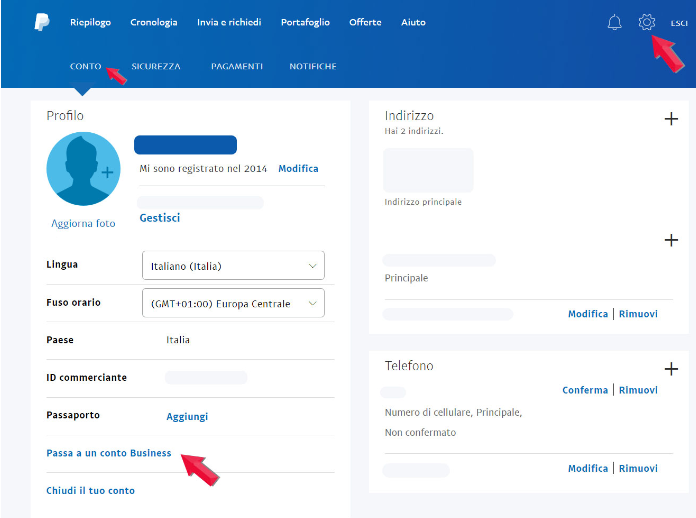 Riepilogo Cronologia Invia e richiedi Portafoglio Offerte Aiuto ESCI
CONTO SICUREZZA PAGAMENTI NOTIFICHE
Profilo
Mi sono registrato nel 2014 Modifica
Gestisci
Aggiorna foto
Lingua Italiano (Italia)
Fuso orario (GMT+01:00) Europa Centrale
Paese Italia
ID commerciante
Passaporto Aggiungi
Passa a un conto Business
Chiudi il tuo conto
Indirizzo
Hai 2 indirizzi.
Indirizzo principale
Principale
Modifica | Rimuovi
Telefono
Conferma | Rimuovi
Numero di cellulare, Principale,
Non confermato
Modifica | Rimuovi